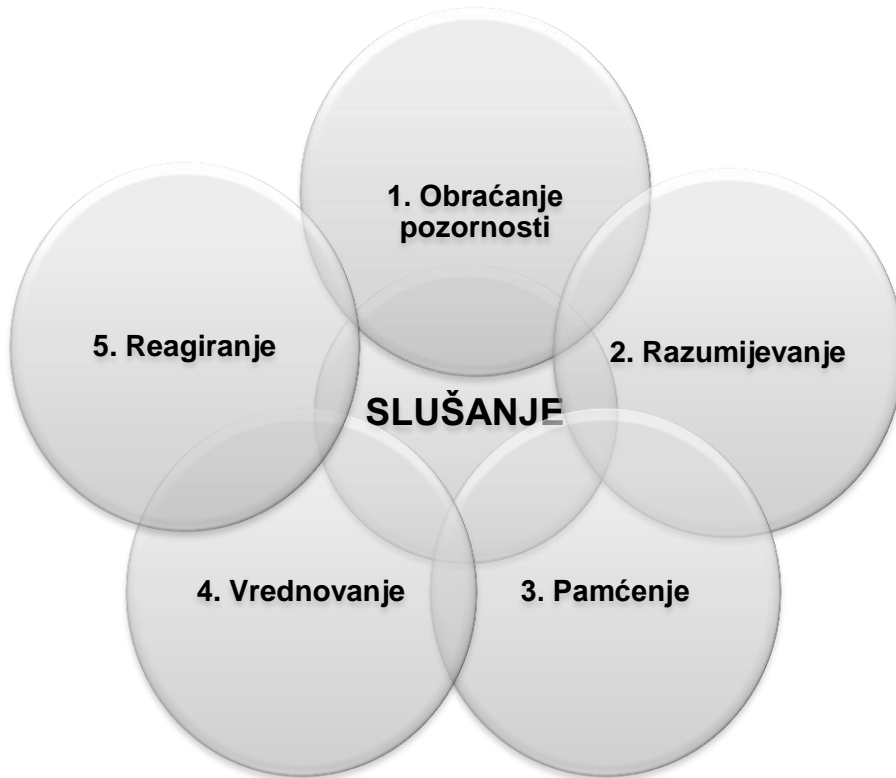 1. Obraćanje
pozornosti
5. Reagiranje
2. Razumijevanje
SLUŠANJE
4. Vrednovanje
3. Pamćenje